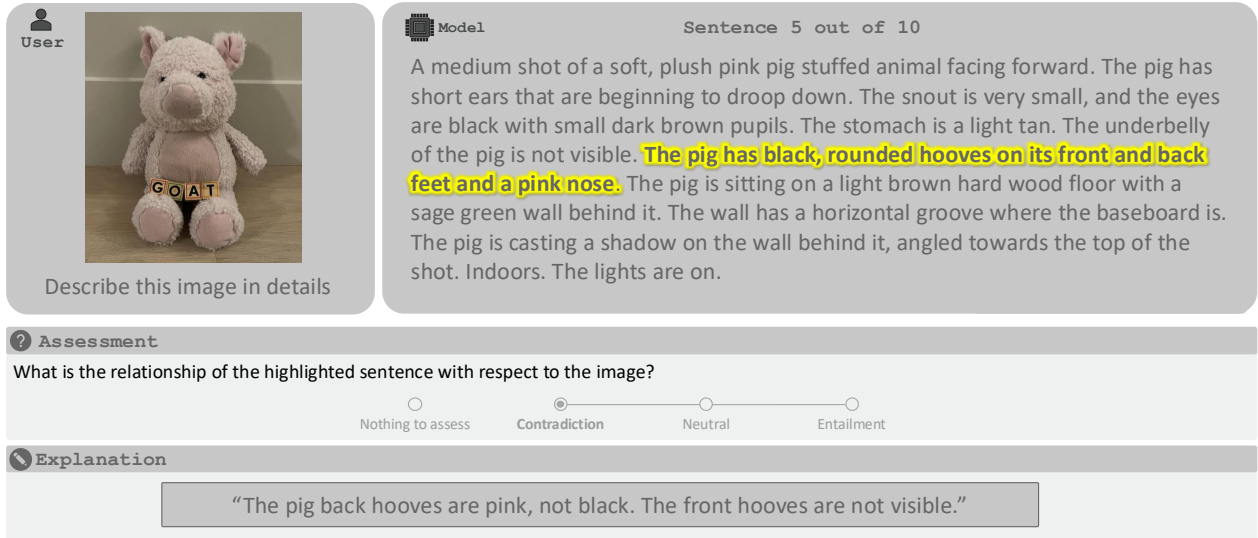 User
GOAT
Describe this image in details
Model
Sentence 5 out of 10
A medium shot of a soft, plush pink pig stuffed animal facing forward. The pig has
short ears that are beginning to droop down. The snout is very small, and the eyes
are black with small dark brown pupils. The stomach is a light tan. The underbelly
of the pig is not visible. The pig has black, rounded hooves on its front and back
feet and a pink nose. The pig is sitting on a light brown hard wood floor with a
sage green wall behind it. The wall has a horizontal groove where the baseboard is.
The pig is casting a shadow on the wall behind it, angled towards the top of the
shot. Indoors. The lights are on.
? Assessment
What is the relationship of the highlighted sentence with respect to the image?
Nothing to assess Contradiction Neutral Entailment
Explanation
“The pig back hooves are pink, not black. The front hooves are not visible.”